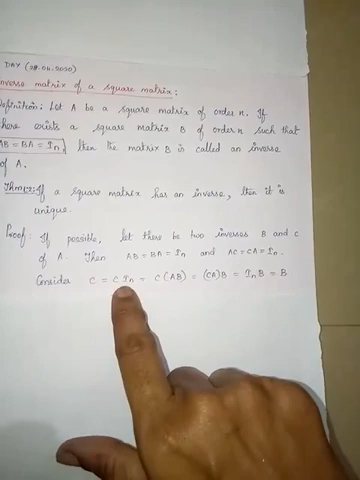 DAY (28.04.2020)
Inverse matrix of a square matrix:
Definition: Let A be a square matrix of order n. If
there exists a square matrix B of order n such that
AB = BA = In, then the matrix B is called an inverse
of A.
If a square matrix has an inverse, then it is
unique.
Proof: If possible, let there be two inverses B and C
of A. Then AB = BA = In and AC = CA = In.
Consider C = C In = C (AB) = (CA)B = InB = B